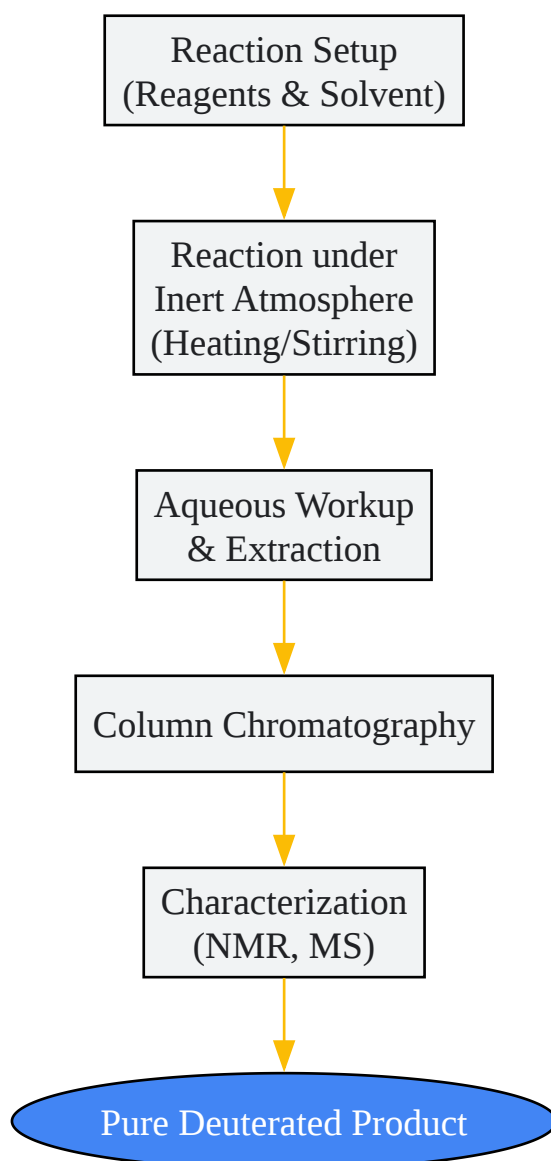 Reaction Setup
(Reagents & Solvent)
Reaction under
Inert Atmosphere
(Heating/Stirring)
Aqueous Workup
& Extraction
Column Chromatography
Characterization
(NMR, MS)
Pure Deuterated Product